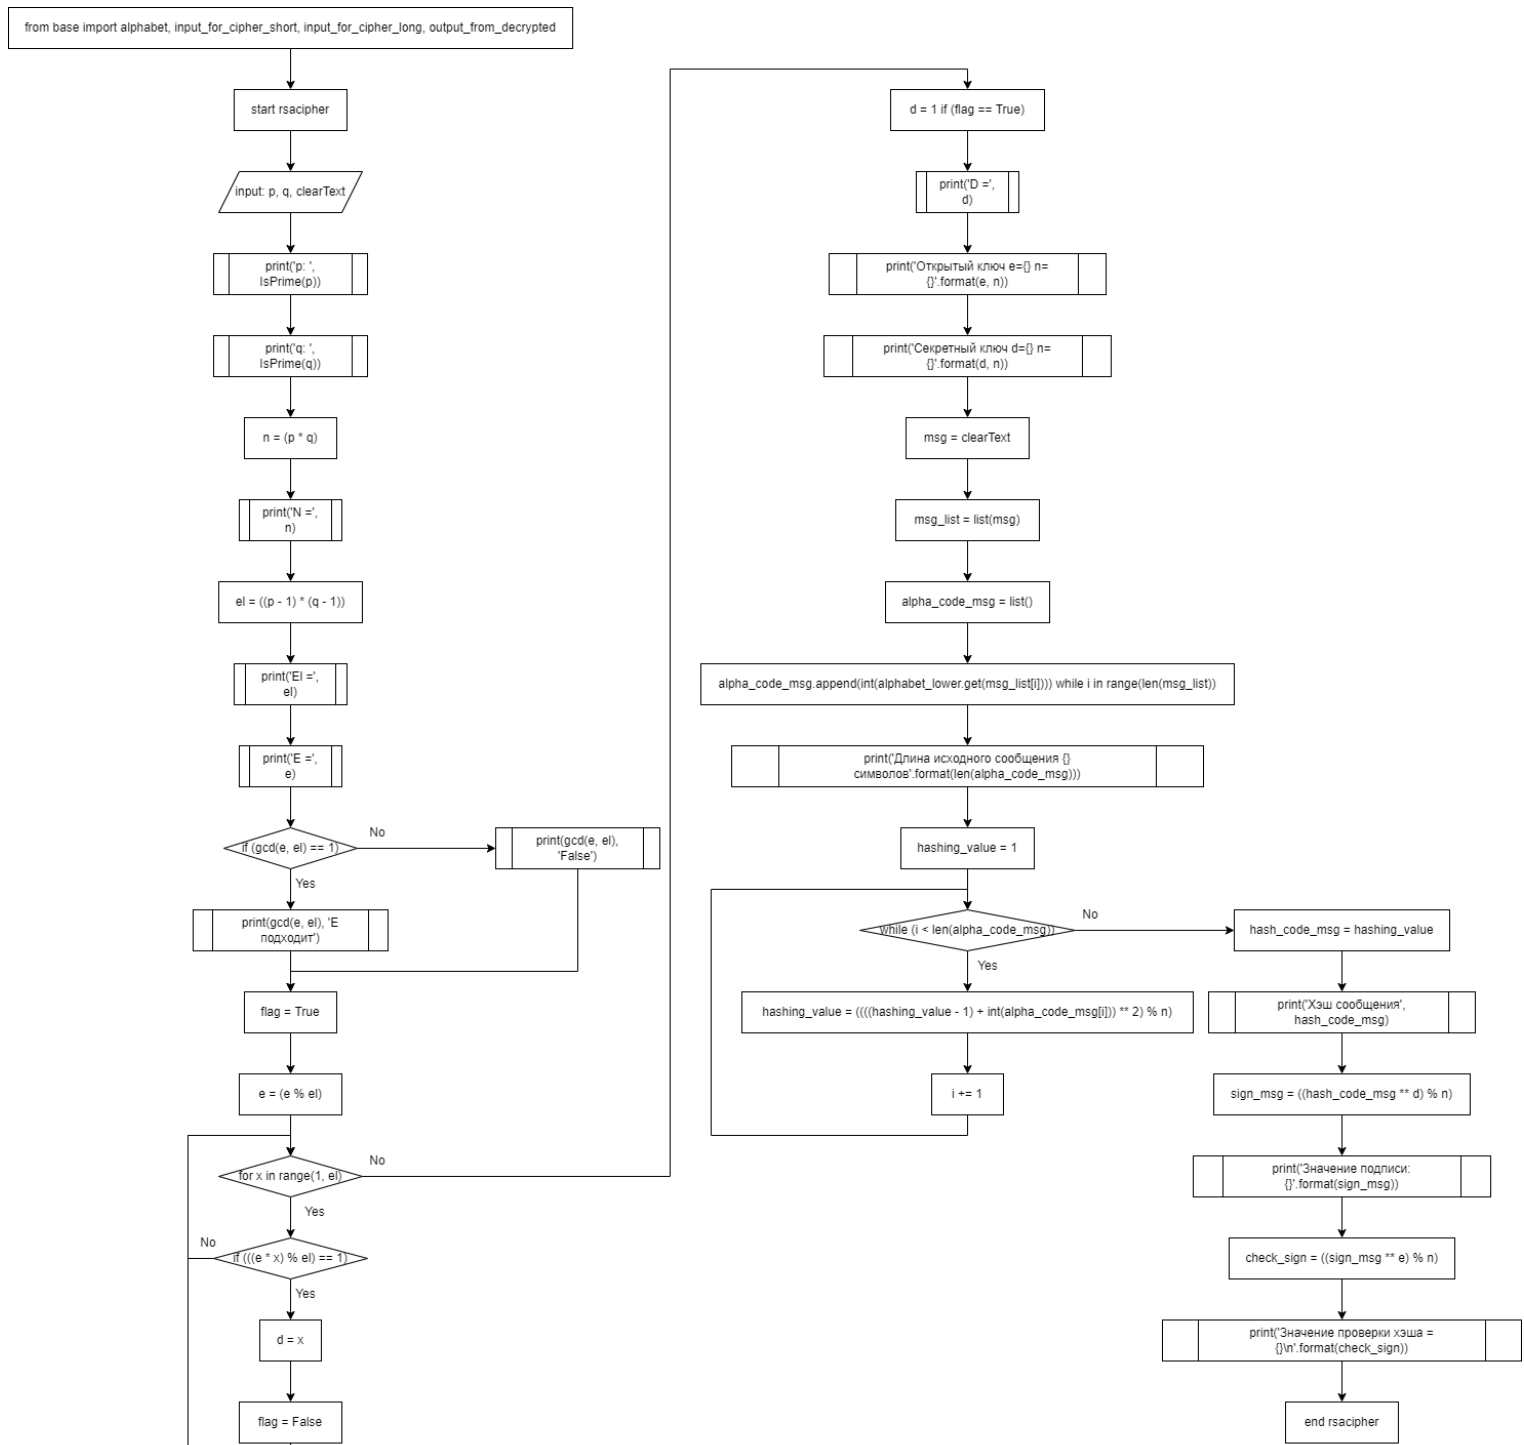 from base import alphabet, input_for_cipher_short, input_for_cipher_long, output_from_decrypted
start rsacipher
input: p, q, clearText
print('p: ',
IsPrime(p))
print('q: ',
IsPrime(q))
n = (p * q)
print('N =',
n)
el = ((p - 1) * (q - 1))
print('El =',
el)
print('E =',
e)
if (gcd(e, el) == 1)
No
print(gcd(e, el),
'False')
Yes
print(gcd(e, el), 'E
подходит')
flag = True
e = (e % el)
for x in range(1, el)
No
Yes
if (((e * x) % el) == 1)
No
Yes
d = x
flag = False
d = 1 if (flag == True)
print('D =',
d)
print('Открытый ключ e={} n=
{}'.format(e, n))
print('Секретный ключ d={} n=
{}'.format(d, n))
msg = clearText
msg_list = list(msg)
alpha_code_msg = list()
alpha_code_msg.append(int(alphabet_lower.get(msg_list[i]))) while i in range(len(msg_list))
print('Длина исходного сообщения {}
символов'.format(len(alpha_code_msg)))
hashing_value = 1
while (i < len(alpha_code_msg))
No
Yes
hashing_value = ((((hashing_value - 1) + int(alpha_code_msg[i])) ** 2) % n)
i += 1
hash_code_msg = hashing_value
print('Хэш сообщения',
hash_code_msg)
sign_msg = ((hash_code_msg ** d) % n)
print('Значение подписи:
{}'.format(sign_msg))
check_sign = ((sign_msg ** e) % n)
print('Значение проверки хэша =
{}\n'.format(check_sign))
end rsacipher